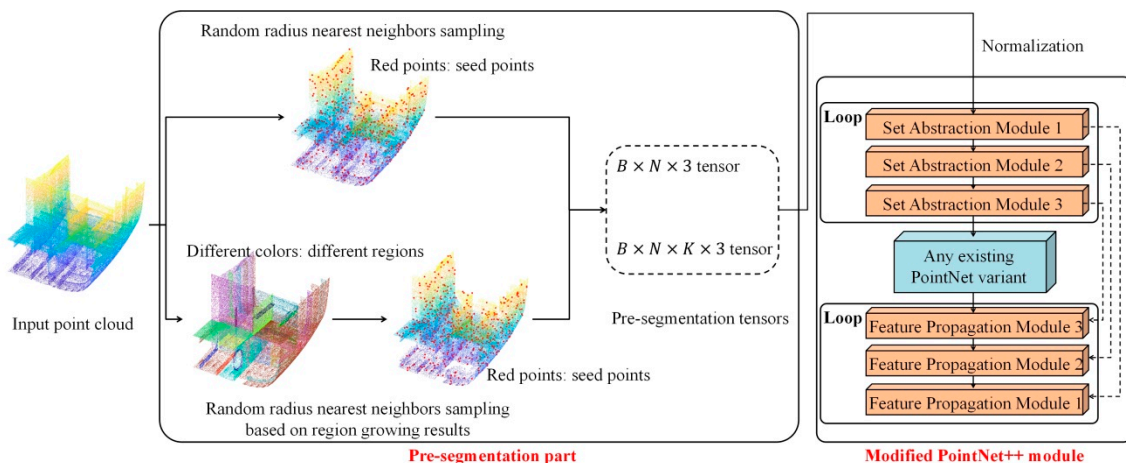 Random radius nearest neighbors sampling
Red points: seed points
Input point cloud
Different colors: different regions
Red points: seed points
Random radius nearest neighbors sampling
based on region growing results
B × N × 3 tensor
B × N × K × 3 tensor
Pre-segmentation tensors
Pre-segmentation part
Normalization
Loop
Set Abstraction Module 1
Set Abstraction Module 2
Set Abstraction Module 3
Any existing
PointNet variant
Loop
Feature Propagation Module 3
Feature Propagation Module 2
Feature Propagation Module 1
Modified PointNet++ module